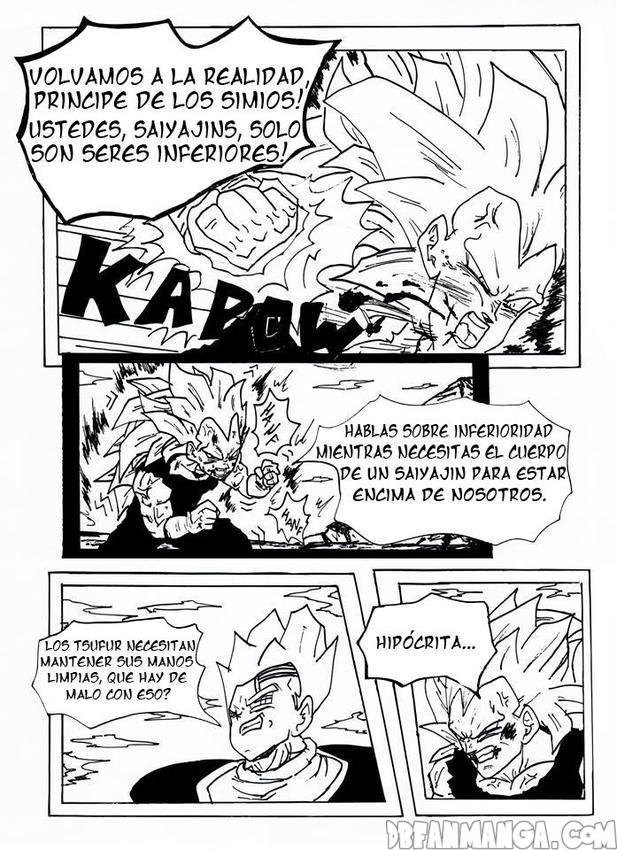 VOLVAMOS A LA REALIDAD,
PRINCIPE DE LOS SIMIOS!
USTEDES, SAIYAJINS, SOLO
SON SERES INFERIORES!
KAPOW
HABLAS SOBRE INFERIORIDAD
MIENTRAS NECESITAS EL CUERPO
DE UN SAIYAJIN PARA ESTAR
ENCIMA DE NOSOTROS.
HANF
LOS TSUFUR NECESITAN
MANTENER SUS MANOS
LIMPIAS, QUE HAY DE
MALO CON ESO?
HIPÓCRITA...
DBFANMANGA.COM